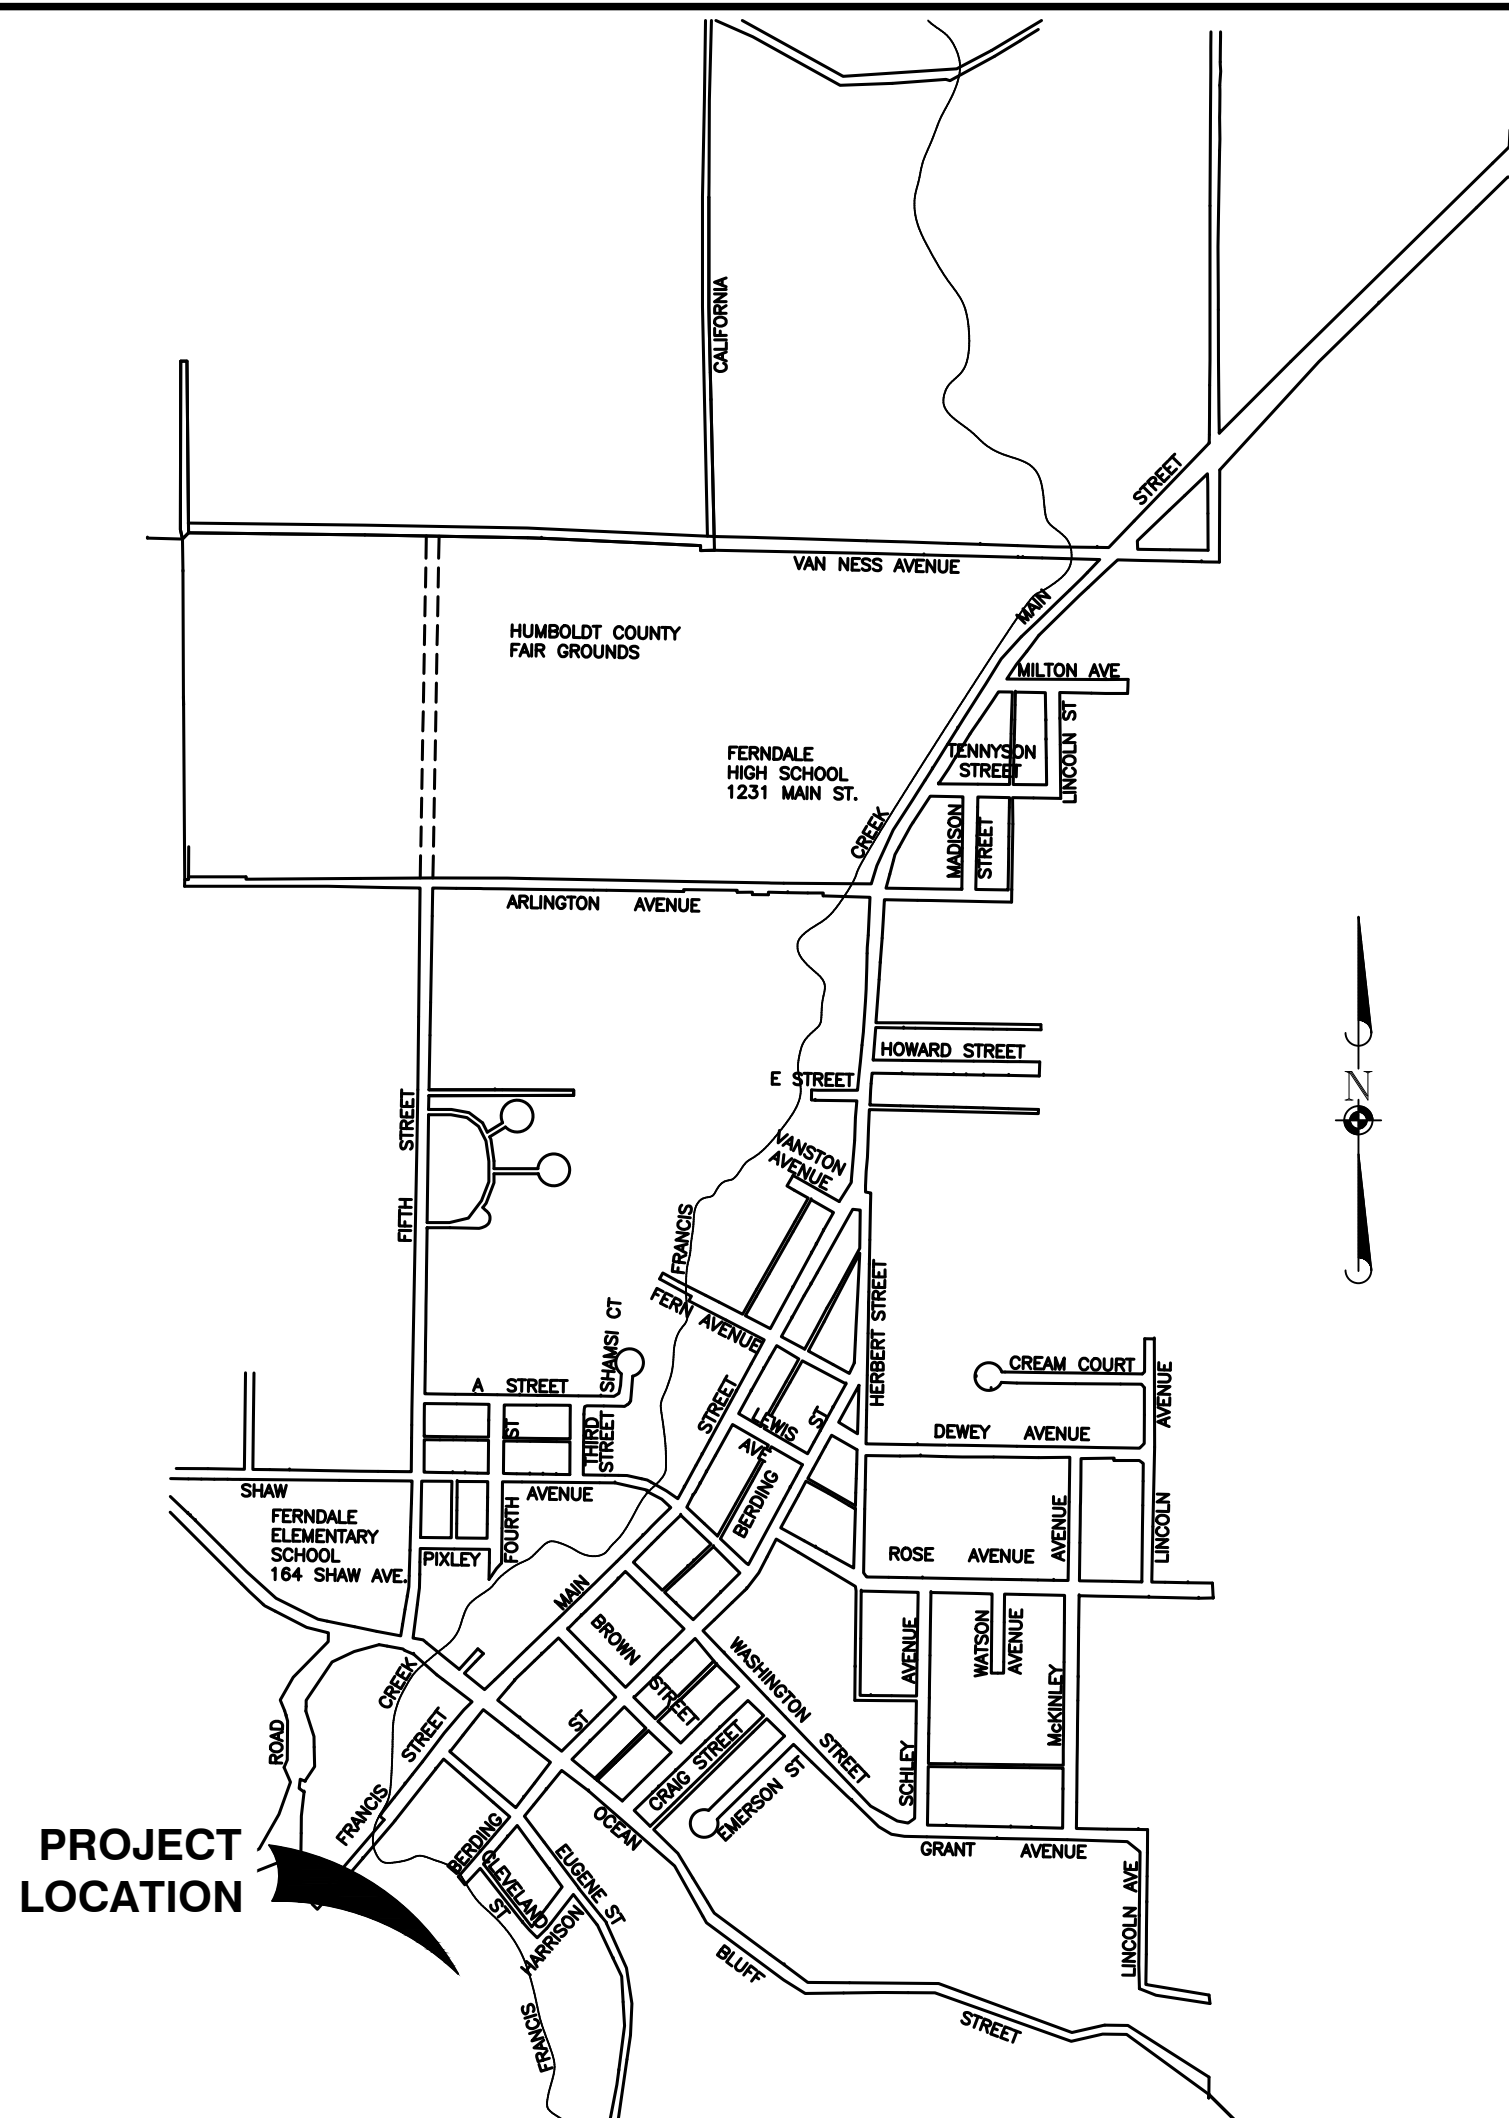 CALIFORNIA
STREET
VAN NESS AVENUE
MAIN
HUMBOLDT COUNTY
FAIR GROUNDS
MILTON AVE
LINCOLN ST
TENNYSON
STREET
FERNDALE
HIGH SCHOOL
1231 MAIN ST.
CREEK
MADISON
STREET
ARLINGTON AVENUE
HOWARD STREET
E STREET
N
FIFTH STREET
VANSTON
AVENUE
FRANCIS
FERN AVENUE
HERBERT STREET
SHAMSI CT
CREAM COURT
A STREET
STREET
LEWIS
AVE
ST
DEWEY AVENUE
LINCOLN AVENUE
FOURTH ST
THIRD
STREET
SHAW AVENUE
BERDING
FERNDALE
ELEMENTARY
SCHOOL
164 SHAW AVE.
PIXLEY
ROSE AVENUE
McKINLEY AVENUE
MAIN
BROWN STREET
WASHINGTON STREET
SCHLEY AVENUE
WATSON
AVENUE
CREEK
ROAD
FRANCIS STREET
ST
CRAIG STREET
EMERSON ST
OCEAN
PROJECT
LOCATION
BERDING
CLEVELAND
ST
EUGENE ST
HARRISON
GRANT AVENUE
LINCOLN AVE
BLUFF
STREET
FRANCIS